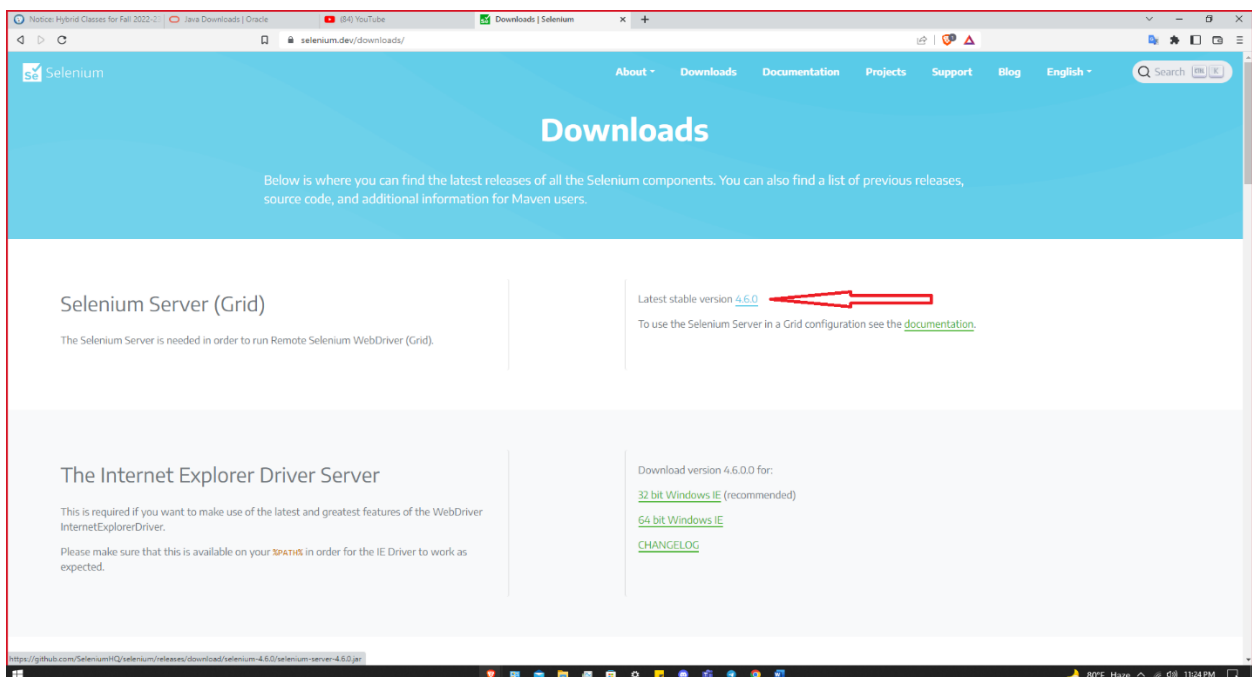 Notice: Hybrid Classes for Fall 2022-23
Java Downloads | Oracle
(84) YouTube
Downloads | Selenium
selenium.dev/downloads/
Se Selenium
About
Downloads
Documentation
Projects
Support
Blog
English
Search
Downloads
Below is where you can find the latest releases of all the Selenium components. You can also find a list of previous releases,
source code, and additional information for Maven users.
Selenium Server (Grid)
The Selenium Server is needed in order to run Remote Selenium WebDriver (Grid).
Latest stable version 4.6.0
To use the Selenium Server in a Grid configuration see the documentation.
The Internet Explorer Driver Server
This is required if you want to make use of the latest and greatest features of the WebDriver
InternetExplorerDriver.
Please make sure that this is available on your %PATH% in order for the IE Driver to work as
expected.
Download version 4.6.0.0 for:
32 bit Windows IE (recommended)
64 bit Windows IE
CHANGELOG
https://github.com/SeleniumHQ/selenium/releases/download/selenium-4.6.0/selenium-server-4.6.0.jar
80°F Haze
11:24 PM